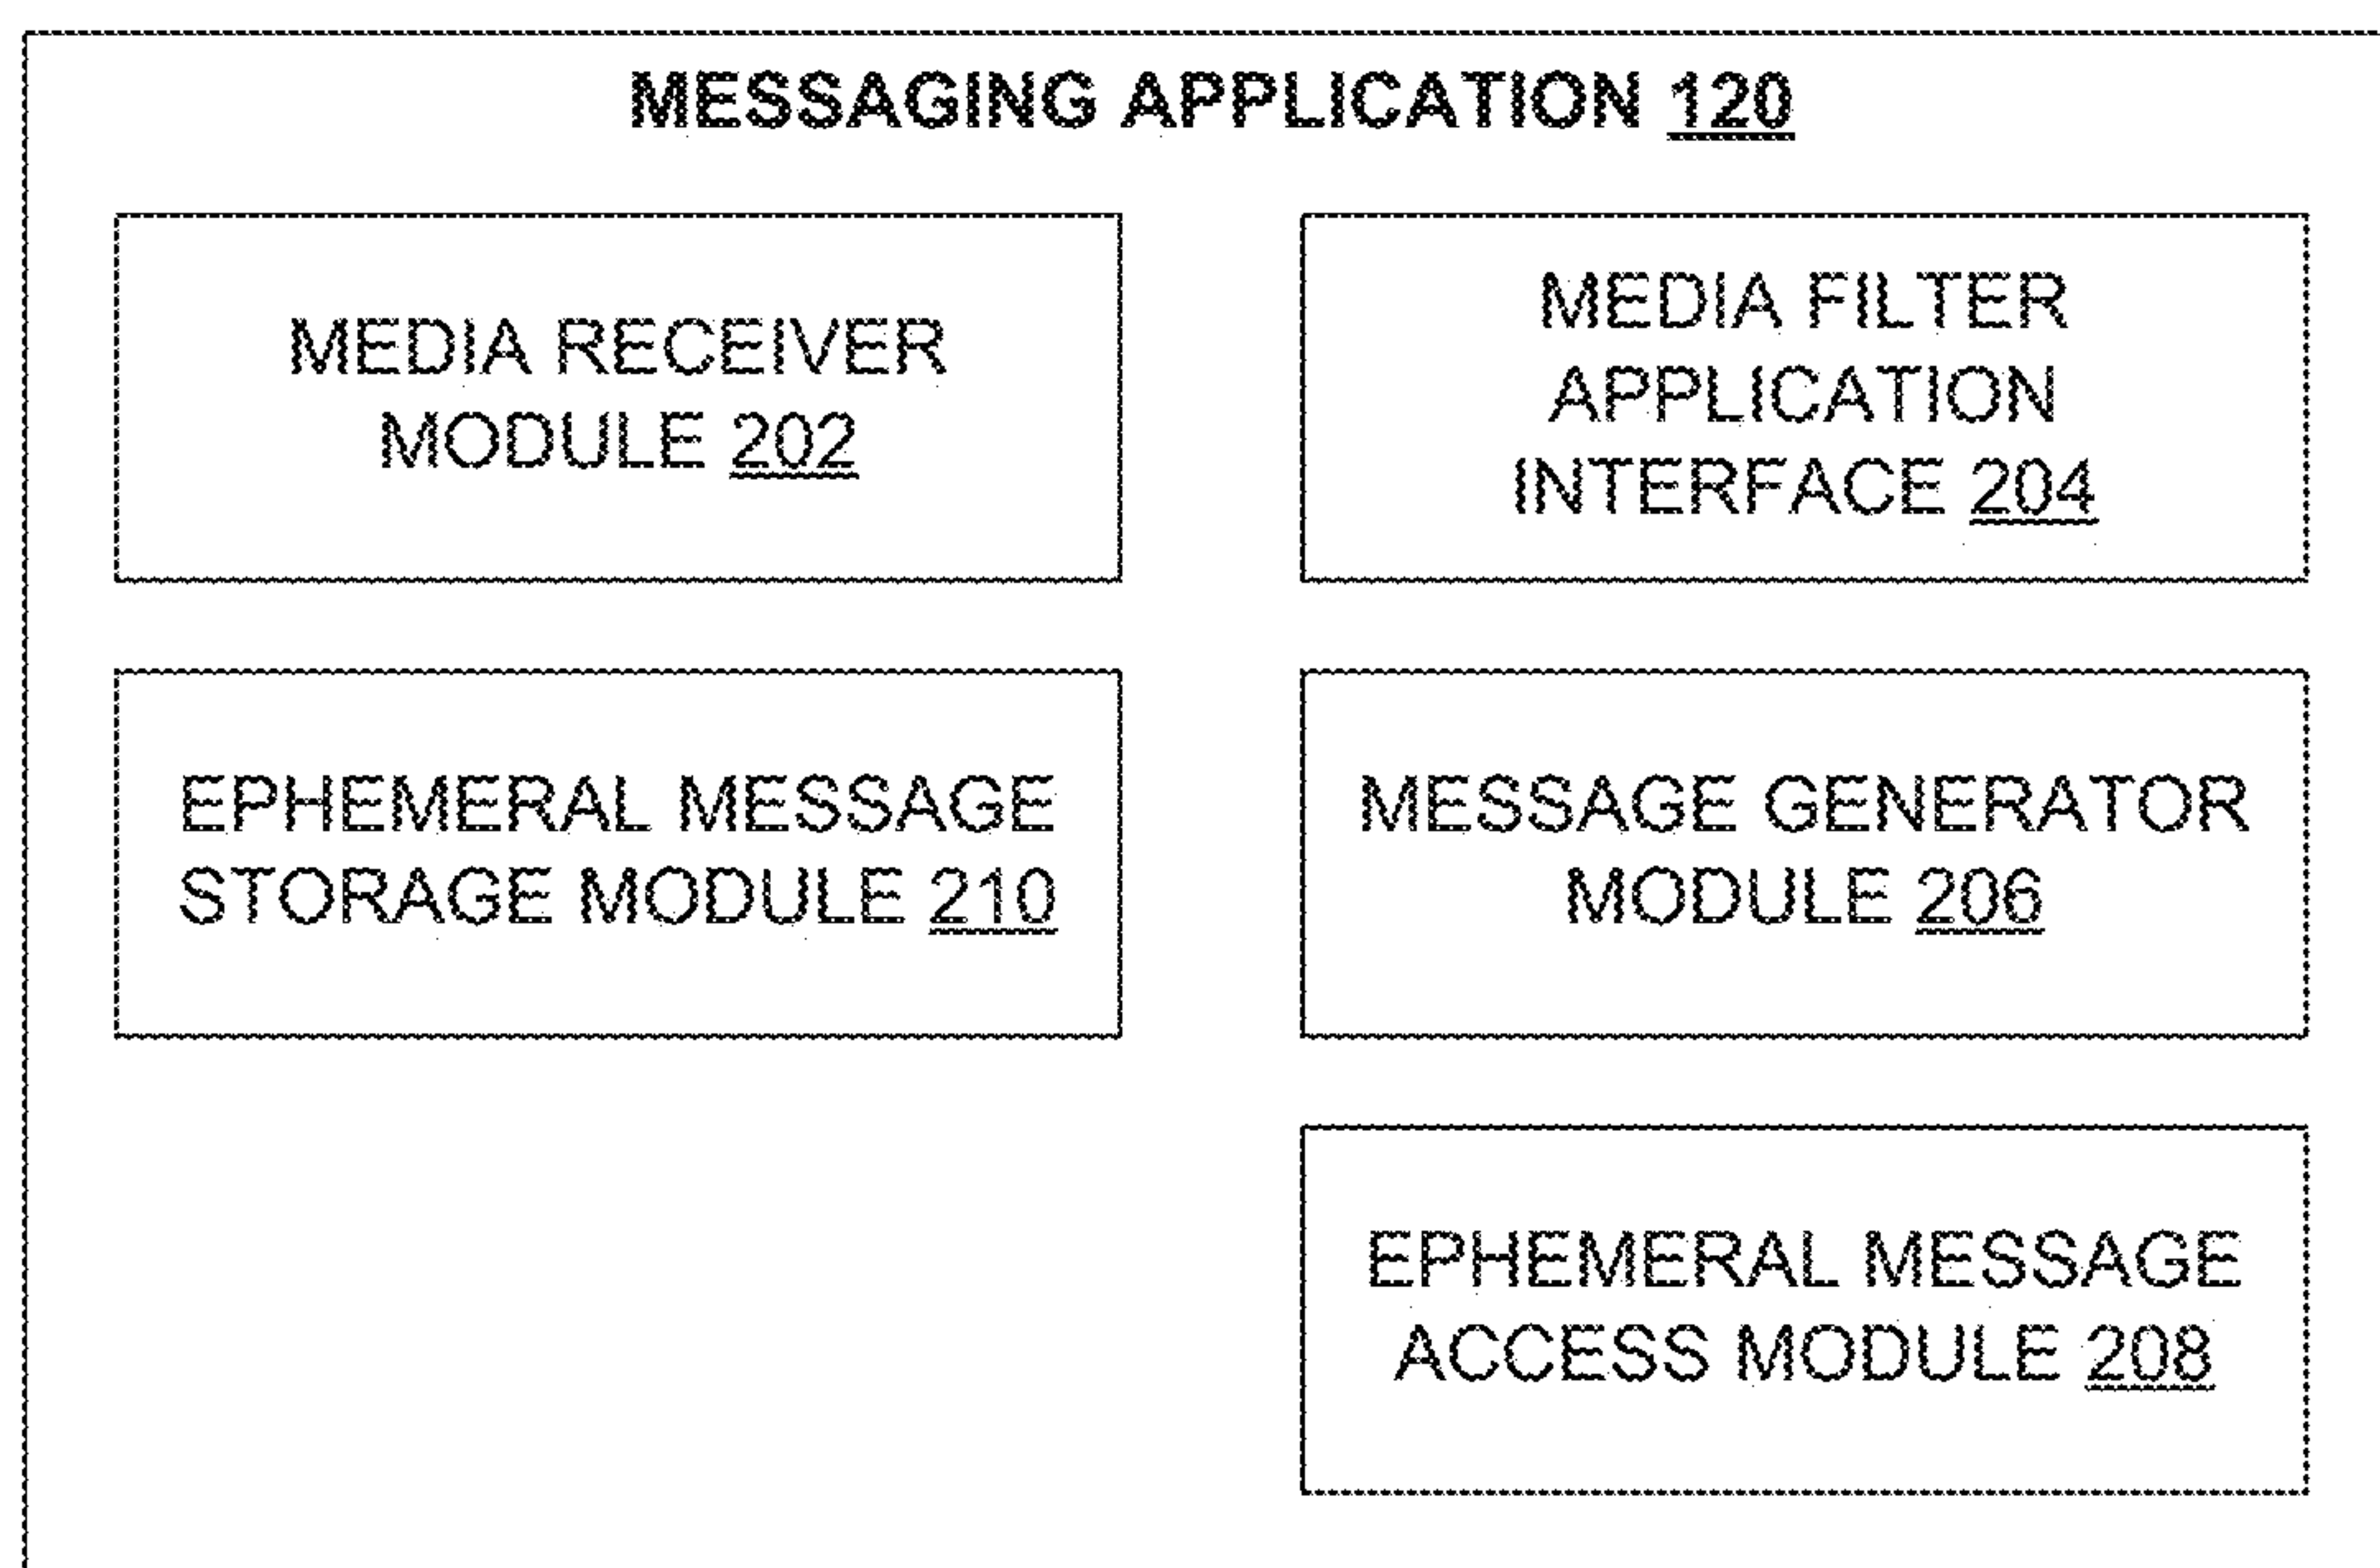 MESSAGING APPLICATION 120
MEDIA RECEIVER
MODULE 202
MEDIA FILTER
APPLICATION
INTERFACE 204
EPHEMERAL MESSAGE
STORAGE MODULE 210
MESSAGE GENERATOR
MODULE 206
EPHEMERAL MESSAGE
ACCESS MODULE 208